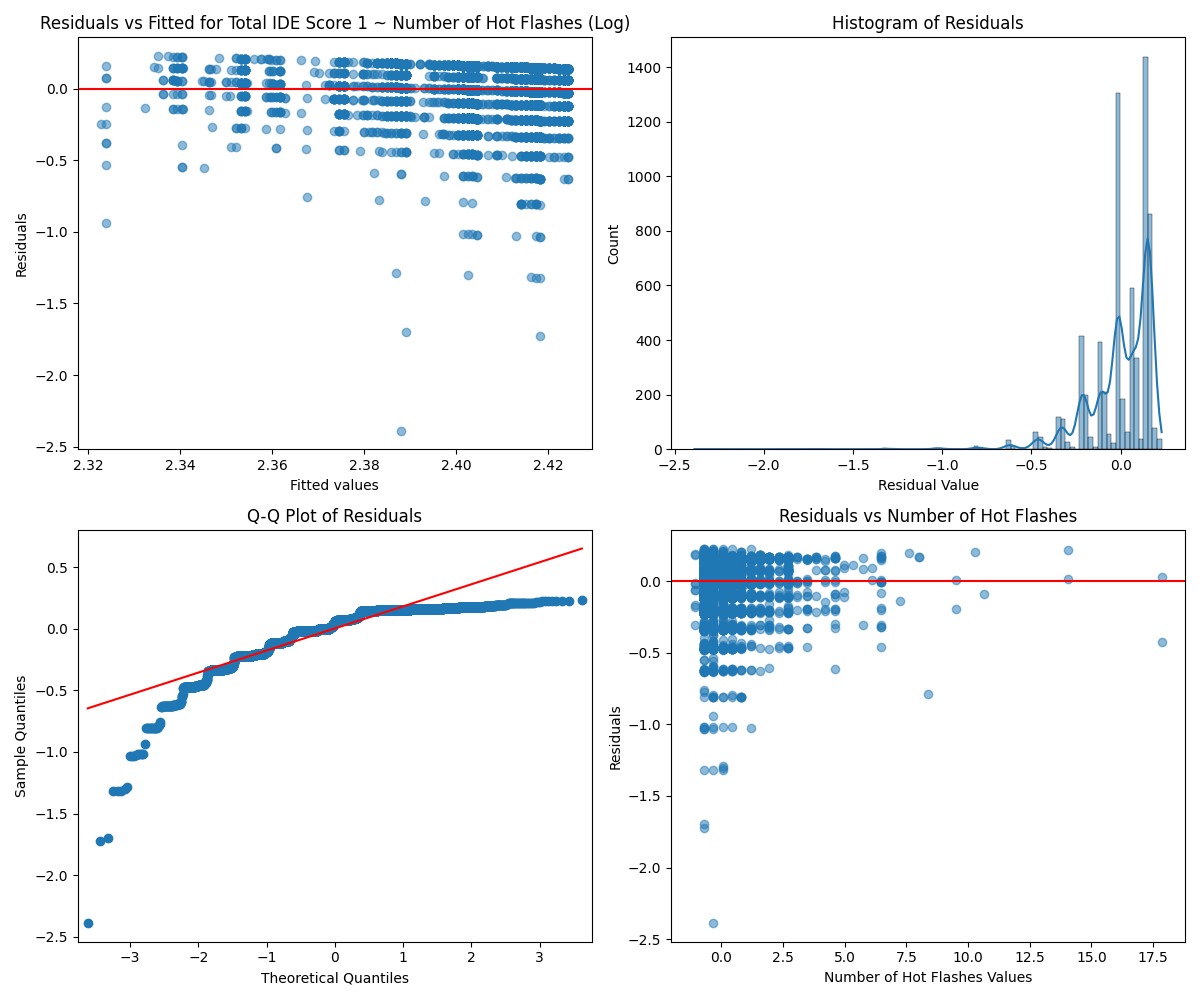 Residuals vs Fitted for Total IDE Score 1 ~ Number of Hot Flashes (Log)
0.0
−0.5
−1.0
−1.5
−2.0
−2.5
Residuals
2.32 2.34 2.36 2.38 2.40 2.42
Fitted values
Histogram of Residuals
1400
1200
1000
800
600
400
200
0
Count
−2.5 −2.0 −1.5 −1.0 −0.5 0.0
Residual Value
Q-Q Plot of Residuals
0.5
0.0
−0.5
−1.0
−1.5
−2.0
−2.5
Sample Quantiles
−3 −2 −1 0 1 2 3
Theoretical Quantiles
Residuals vs Number of Hot Flashes
0.0
−0.5
−1.0
−1.5
−2.0
−2.5
Residuals
0.0 2.5 5.0 7.5 10.0 12.5 15.0 17.5
Number of Hot Flashes Values